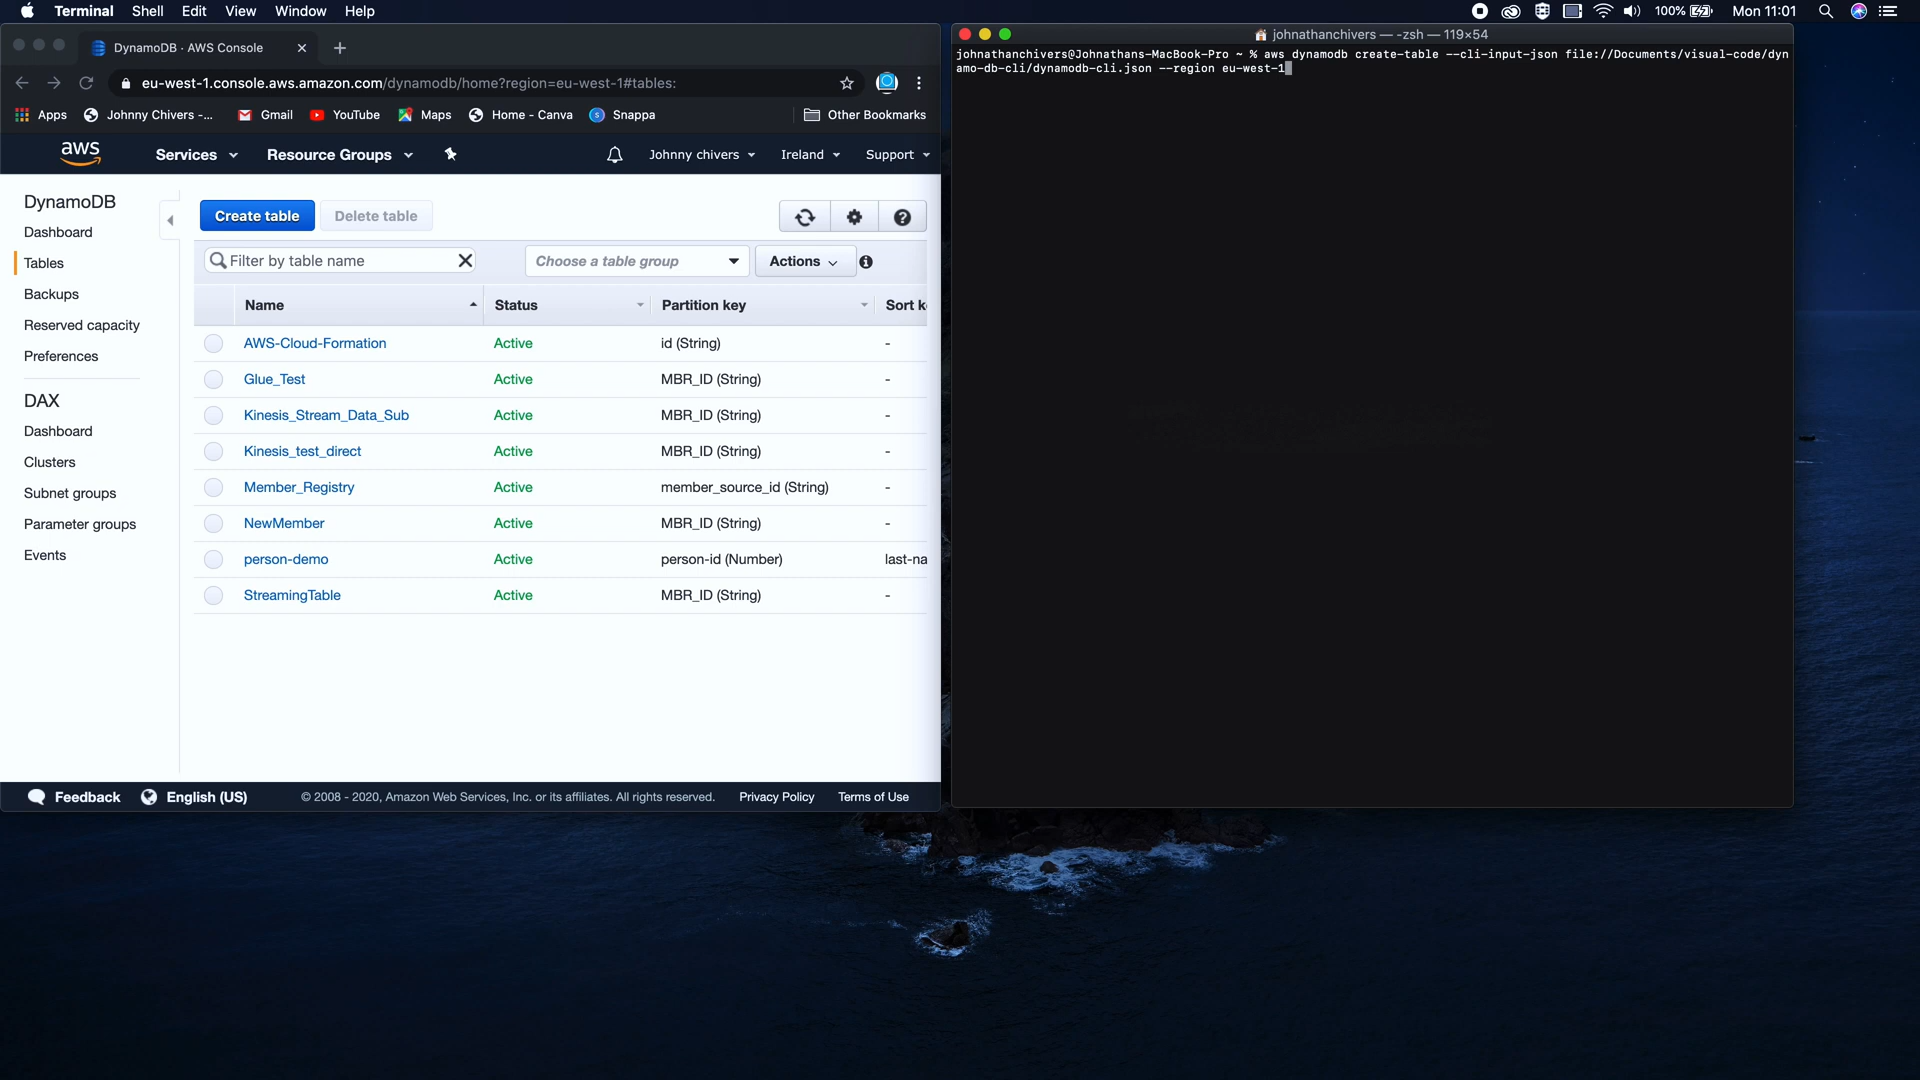 Terminal Shell Edit View Window Help
100% Mon 11:01
DynamoDB · AWS Console
eu-west-1.console.aws.amazon.com/dynamodb/home?region=eu-west-1#tables:
Apps Johnny Chivers -... Gmail YouTube Maps Home - Canva Snappa Other Bookmarks
aws Services Resource Groups Johnny chivers Ireland Support
DynamoDB
Dashboard
Tables
Backups
Reserved capacity
Preferences
DAX
Dashboard
Clusters
Subnet groups
Parameter groups
Events
Create table Delete table
Filter by table name Choose a table group Actions
Name Status Partition key Sort k
AWS-Cloud-Formation Active id (String) -
Glue_Test Active MBR_ID (String) -
Kinesis_Stream_Data_Sub Active MBR_ID (String) -
Kinesis_test_direct Active MBR_ID (String) -
Member_Registry Active member_source_id (String) -
NewMember Active MBR_ID (String) -
person-demo Active person-id (Number) last-na
StreamingTable Active MBR_ID (String) -
Feedback English (US) © 2008 - 2020, Amazon Web Services, Inc. or its affiliates. All rights reserved. Privacy Policy Terms of Use
johnathanchivers — -zsh — 119×54
johnathanchivers@Johnathans-MacBook-Pro ~ % aws dynamodb create-table --cli-input-json file://Documents/visual-code/dyn
amo-db-cli/dynamodb-cli.json --region eu-west-1